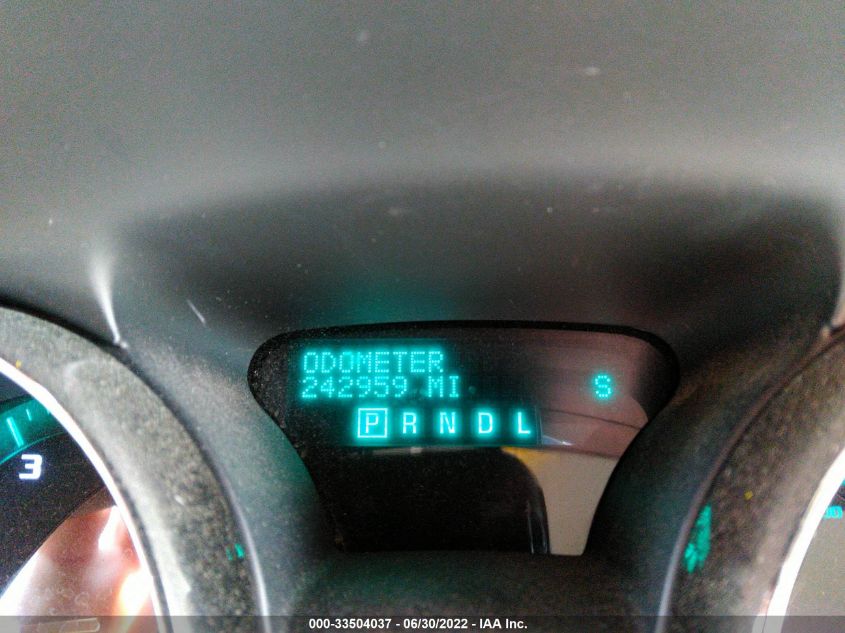 ODOMETER
242959 MI S
P R N D L
3
000-33504037 - 06/30/2022 - IAA Inc.